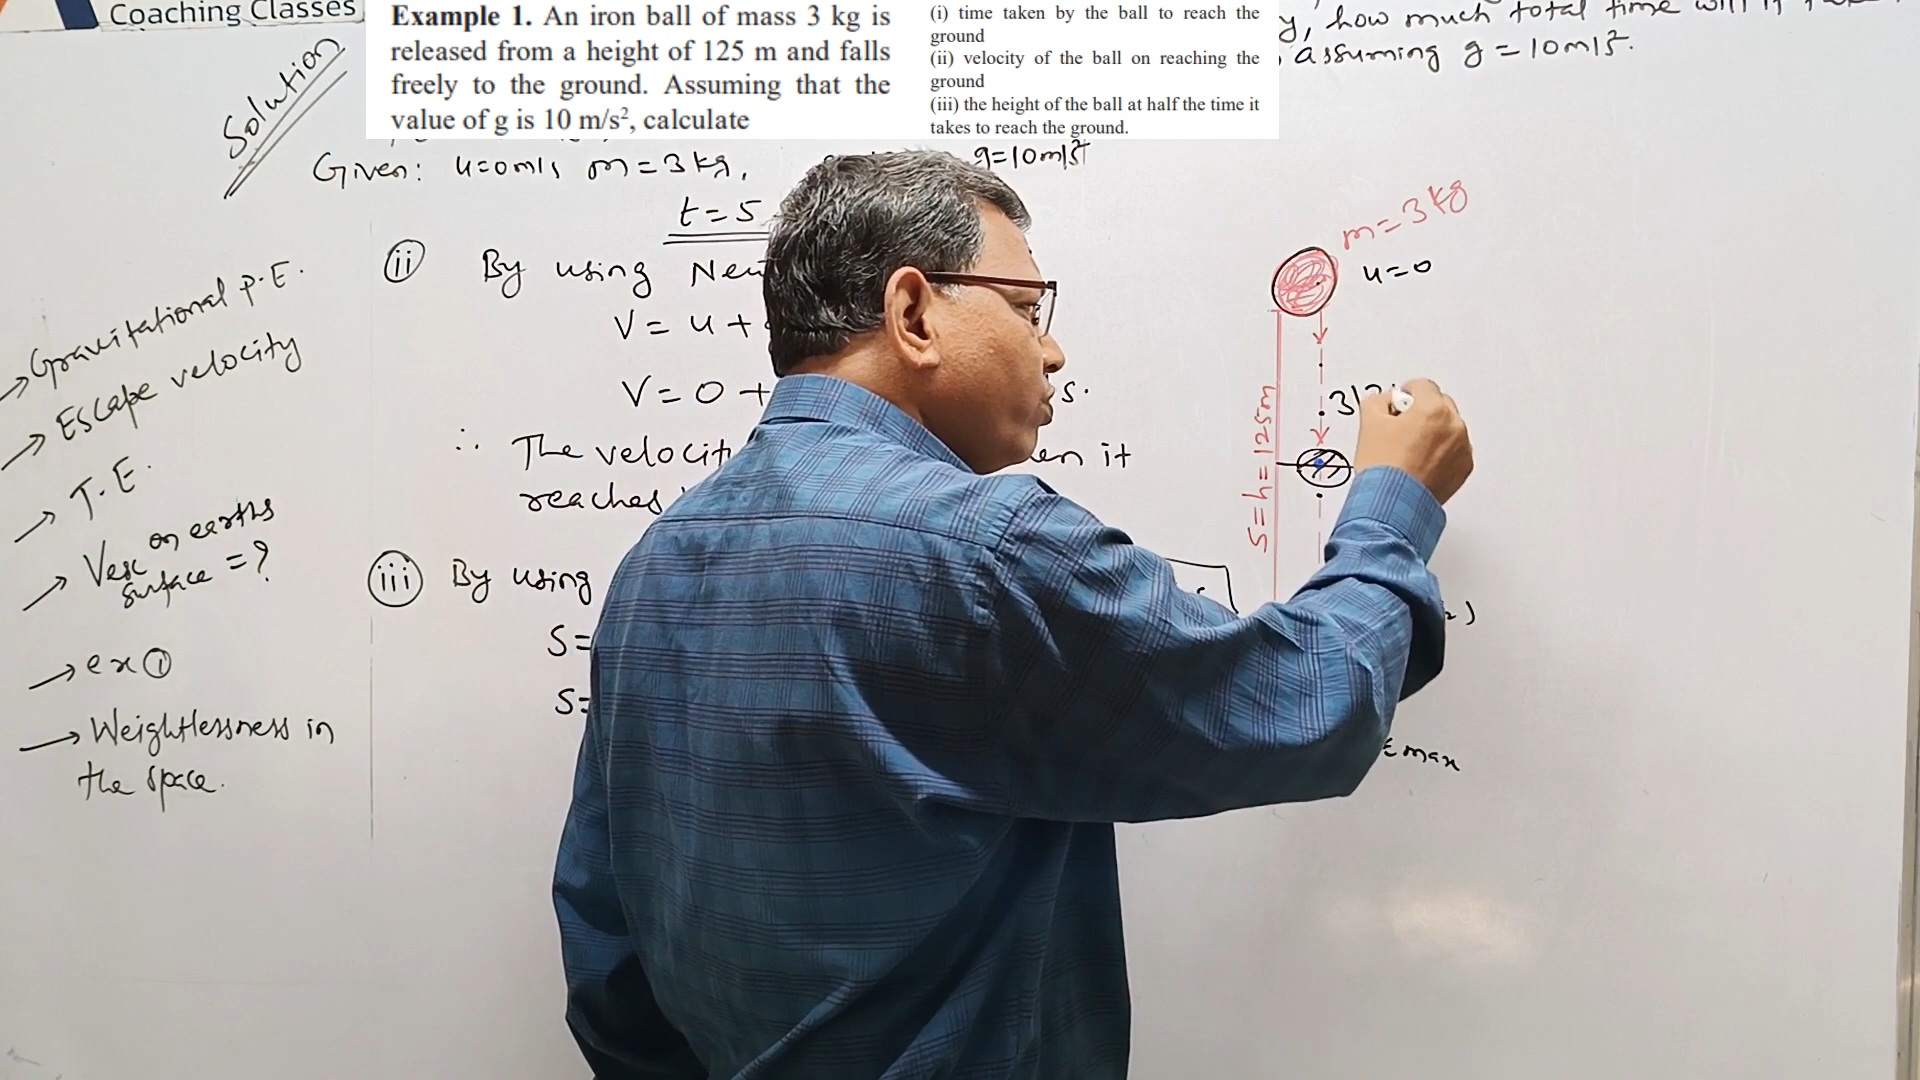 Coaching Classes
Example 1. An iron ball of mass 3 kg is
released from a height of 125 m and falls
freely to the ground. Assuming that the
value of g is 10 m/s², calculate
(i) time taken by the ball to reach the
ground
(ii) velocity of the ball on reaching the
ground
(iii) the height of the ball at half the time it
takes to reach the ground.
y, how much total time will it
assuming g = 10 m/s².
Solution
Given: u=0m/s m = 3 kg,
g=10m/s²
t = 5
(ii) By using New
V = u +
V = 0 +
s.
∴ The velocit
en it
reaches
(iii) By using
S=
S=
→ Gravitational P.E.
→ Escape velocity
→ T.E.
→ Vesc on earths
surface = ?
→ ex ①
→ Weightlessness in
the space.
m = 3 kg
u = 0
S = h = 125m
max